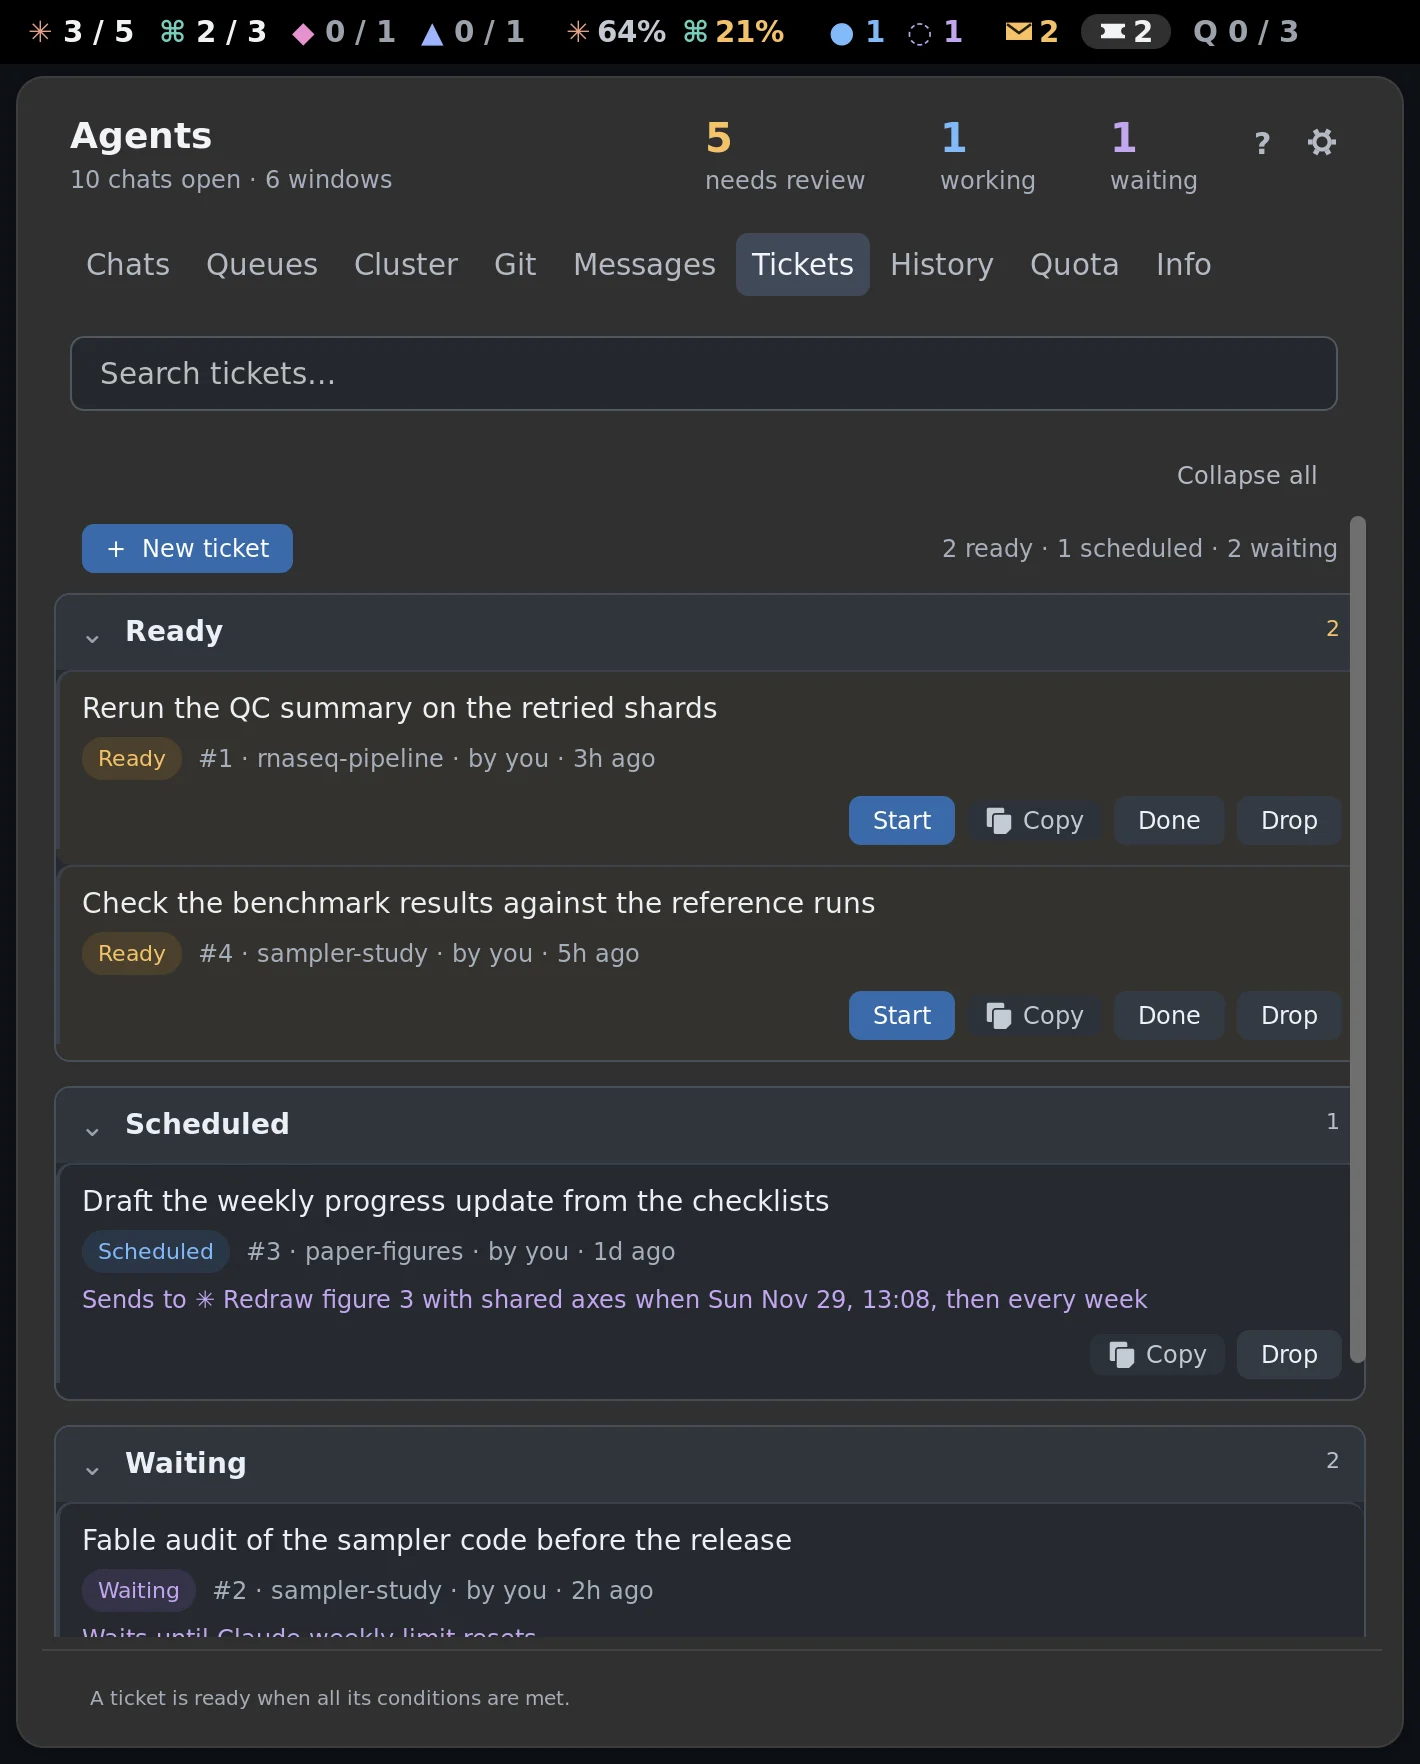 ✳ 3 / 5 ⌘ 2 / 3 ◆ 0 / 1 ▲ 0 / 1 ✳ 64% ⌘ 21% ● 1 ◌ 1 2 2 Q 0 / 3
Agents 5 1 1 ?
10 chats open · 6 windows needs review working waiting
Chats Queues Cluster Git Messages Tickets History Quota Info
Search tickets…
Collapse all
+ New ticket 2 ready · 1 scheduled · 2 waiting
Ready 2
Rerun the QC summary on the retried shards
Ready #1 · rnaseq-pipeline · by you · 3h ago
Start Copy Done Drop
Check the benchmark results against the reference runs
Ready #4 · sampler-study · by you · 5h ago
Start Copy Done Drop
Scheduled 1
Draft the weekly progress update from the checklists
Scheduled #3 · paper-figures · by you · 1d ago
Sends to ✳ Redraw figure 3 with shared axes when Sun Nov 29, 13:08, then every week
Copy Drop
Waiting 2
Fable audit of the sampler code before the release
Waiting #2 · sampler-study · by you · 2h ago
Waits until Claude weekly limit resets
A ticket is ready when all its conditions are met.